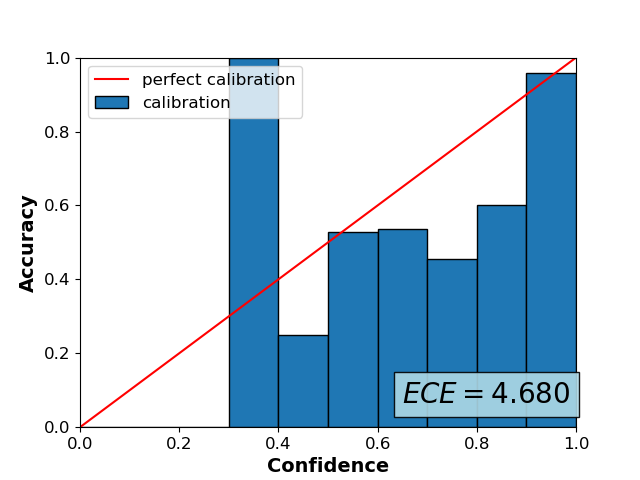 1.0
0.8
0.6
0.4
0.2
0.0
Accuracy
perfect calibration
calibration
ECE = 4.680
0.0 0.2 0.4 0.6 0.8 1.0
Confidence